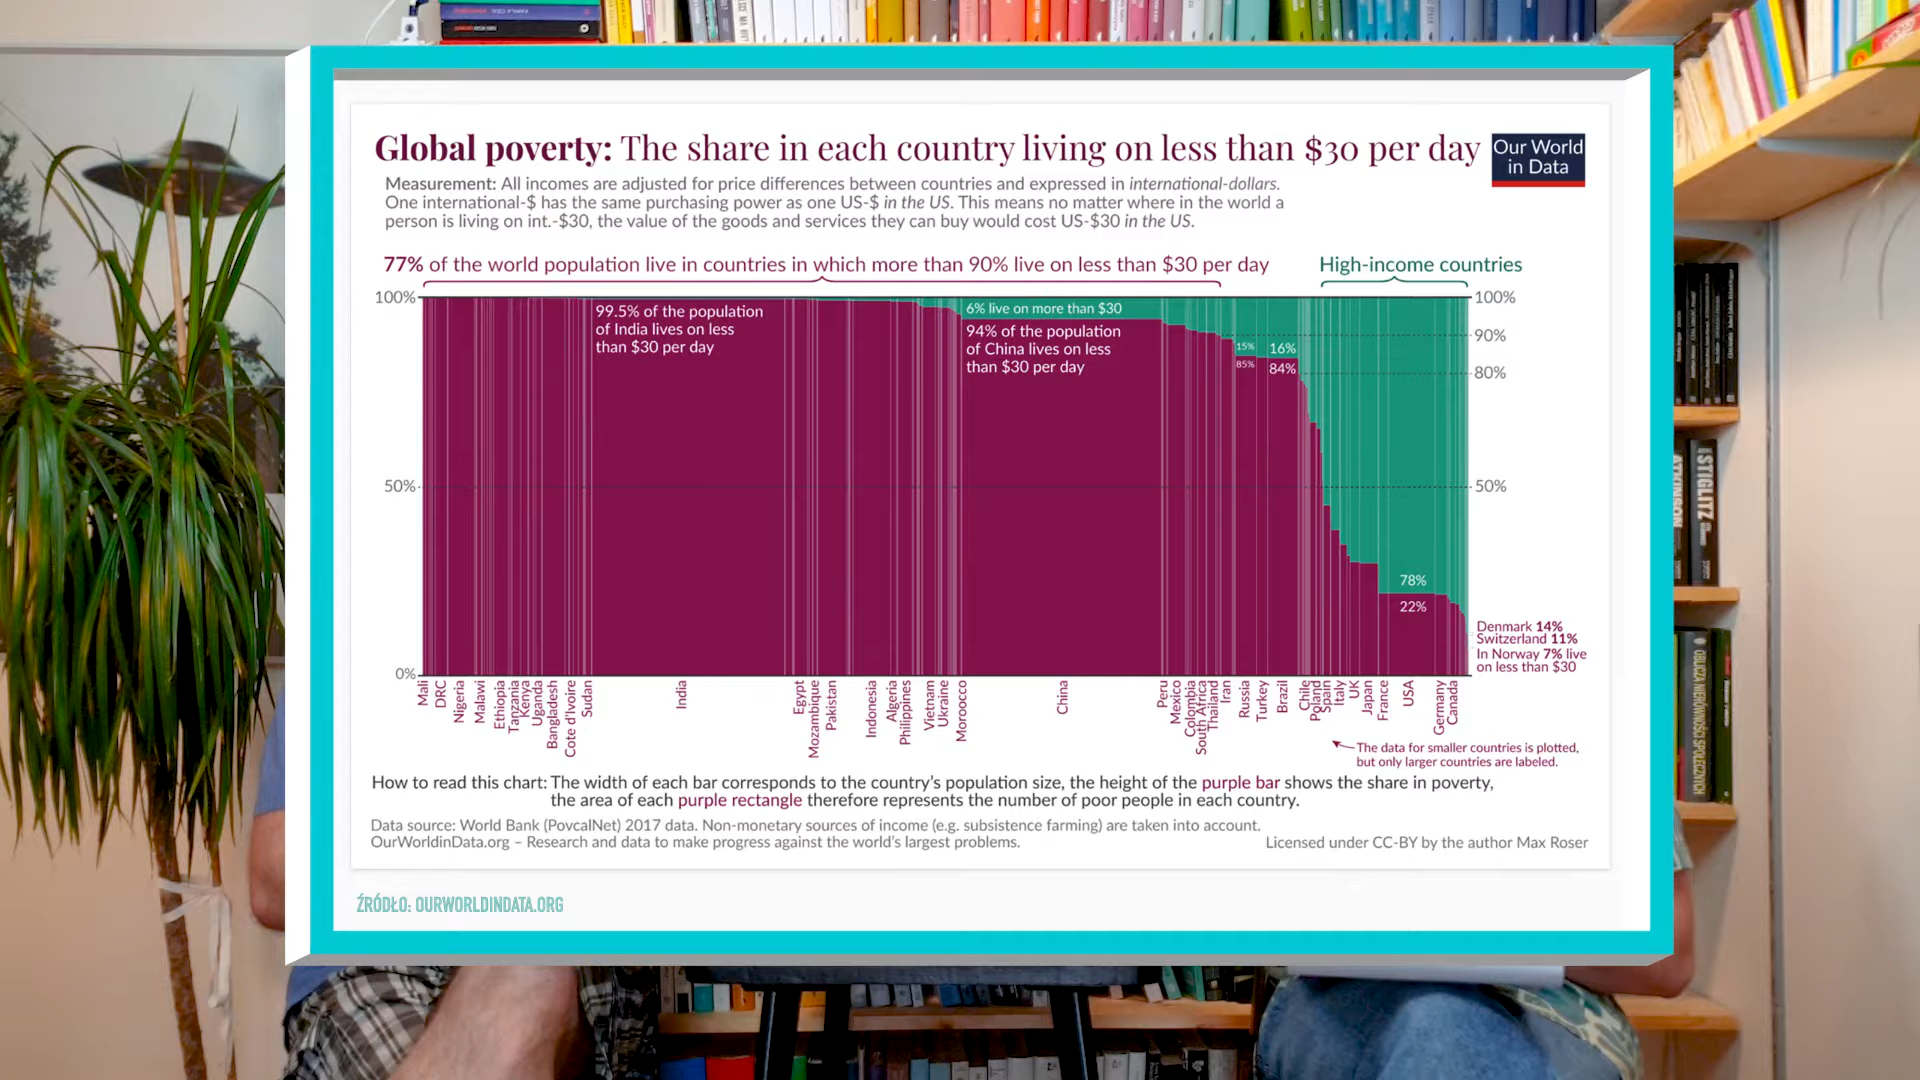 Global poverty: The share in each country living on less than $30 per day
Our World
in Data
Measurement: All incomes are adjusted for price differences between countries and expressed in international-dollars.
One international-$ has the same purchasing power as one US-$ in the US. This means no matter where in the world a
person is living on int.-$30, the value of the goods and services they can buy would cost US-$30 in the US.
77% of the world population live in countries in which more than 90% live on less than $30 per day
High-income countries
100%
99.5% of the population
of India lives on less
than $30 per day
6% live on more than $30
94% of the population
of China lives on less
than $30 per day
15%
85%
16%
84%
100%
90%
80%
50%
50%
78%
22%
0%
Denmark 14%
Switzerland 11%
In Norway 7% live
on less than $30
Mali
DRC
Nigeria
Malawi
Ethiopia
Tanzania
Kenya
Uganda
Bangladesh
Cote d'Ivoire
Sudan
India
Egypt
Mozambique
Pakistan
Indonesia
Algeria
Philippines
Vietnam
Ukraine
Morocco
China
Peru
Mexico
Colombia
South Africa
Thailand
Iran
Russia
Turkey
Brazil
Chile
Poland
Spain
Italy
UK
Japan
France
USA
Germany
Canada
The data for smaller countries is plotted,
but only larger countries are labeled.
How to read this chart: The width of each bar corresponds to the country's population size, the height of the purple bar shows the share in poverty,
the area of each purple rectangle therefore represents the number of poor people in each country.
Data source: World Bank (PovcalNet) 2017 data. Non-monetary sources of income (e.g. subsistence farming) are taken into account.
OurWorldinData.org – Research and data to make progress against the world's largest problems.
Licensed under CC-BY by the author Max Roser
ŹRÓDŁO: OURWORLDINDATA.ORG
ATKINSON
STIGLITZ
OBLICZA NIERÓWNOŚCI SPOŁECZNYCH